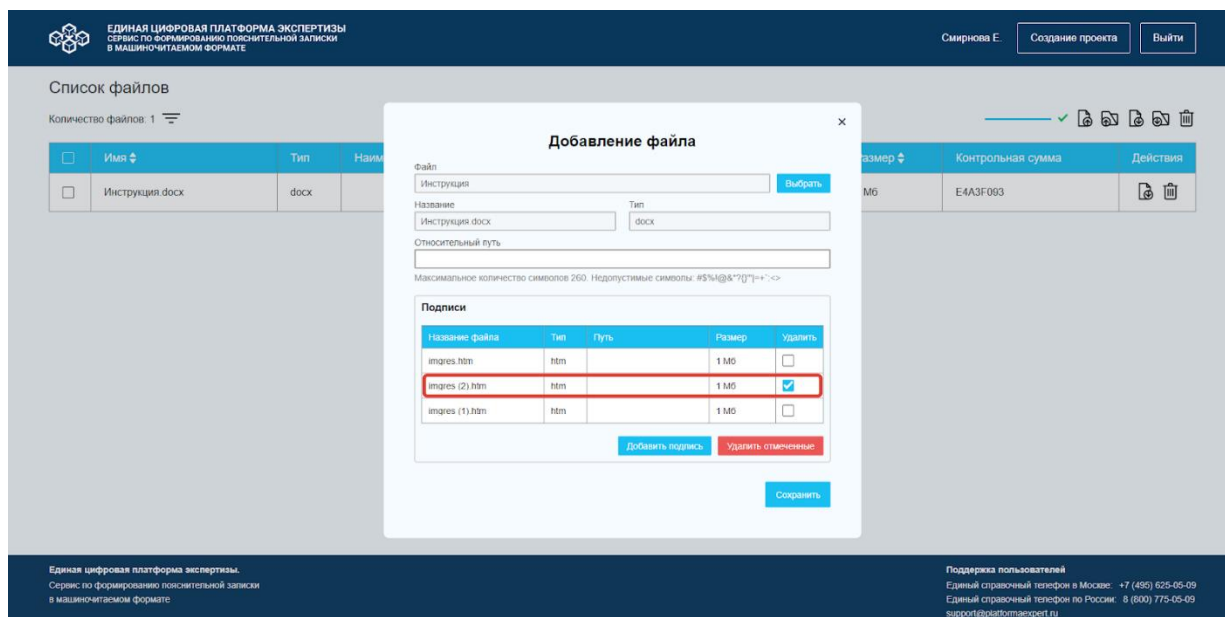 ЕДИНАЯ ЦИФРОВАЯ ПЛАТФОРМА ЭКСПЕРТИЗЫ
СЕРВИС ПО ФОРМИРОВАНИЮ ПОЯСНИТЕЛЬНОЙ ЗАПИСКИ
В МАШИНОЧИТАЕМОМ ФОРМАТЕ
Смирнова Е. Создание проекта Выйти
Список файлов
Количество файлов: 1
Имя Тип Наим азмер Контрольная сумма Действия
Инструкция.docx docx Мб E4A3F093
×
Добавление файла
Файл
Инструкция Выбрать
Название Тип
Инструкция.docx docx
Относительный путь
Максимальное количество символов 260. Недопустимые символы:
Подписи
Название файла Тип Путь Размер Удалить
imgres.htm htm 1 Мб
imgres (2).htm htm 1 Мб
imgres (1).htm htm 1 Мб
Добавить подпись Удалить отмеченные
Сохранить
Единая цифровая платформа экспертизы.
Сервис по формированию пояснительной записки
в машиночитаемом формате
Поддержка пользователей
Единый справочный телефон в Москве: +7 (495) 625-05-09
Единый справочный телефон по России: 8 (800) 775-05-09
support@platformaexpert.ru